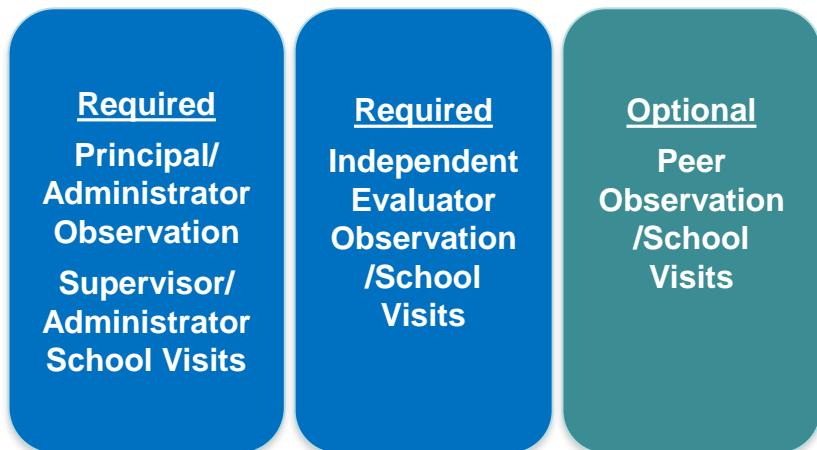 Required
Principal/
Administrator
Observation
Supervisor/
Administrator
School Visits
Required
Independent
Evaluator
Observation
/School
Visits
Optional
Peer
Observation
/School
Visits